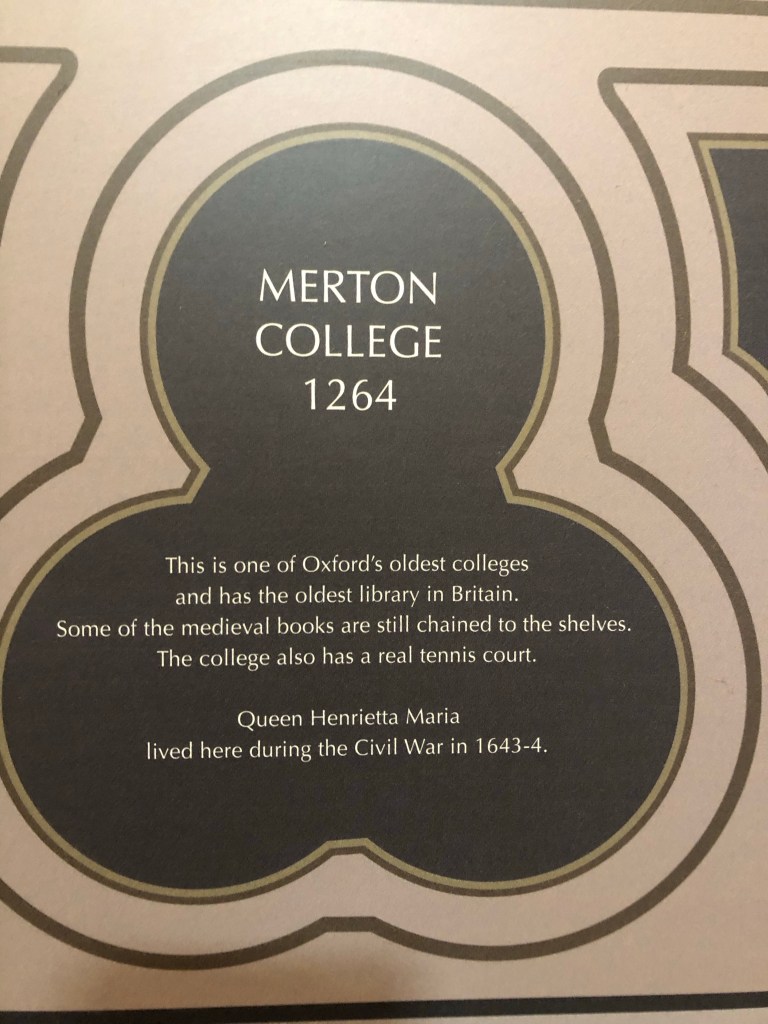 MERTON
COLLEGE
1264
This is one of Oxford's oldest colleges
and has the oldest library in Britain.
Some of the medieval books are still chained to the shelves.
The college also has a real tennis court.
Queen Henrietta Maria
lived here during the Civil War in 1643-4.